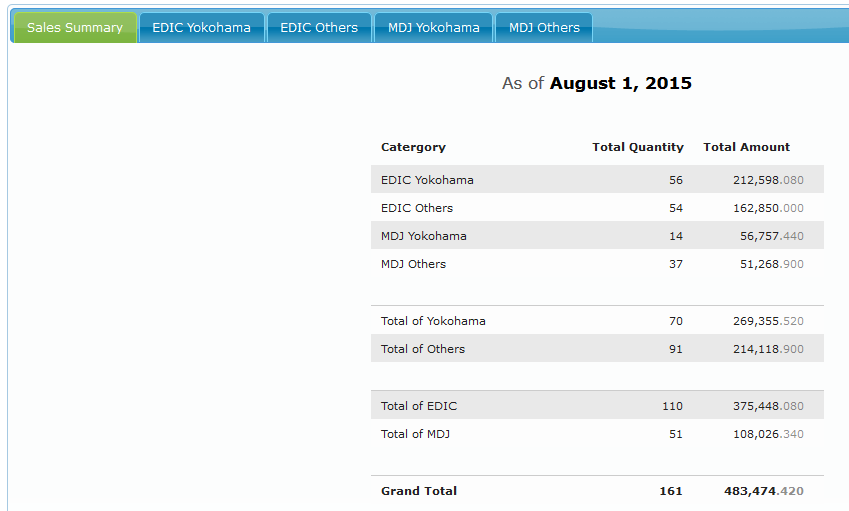 Sales Summary EDIC Yokohama EDIC Others MDJ Yokohama MDJ Others
As of August 1, 2015
Catergory Total Quantity Total Amount
EDIC Yokohama 56 212,598.080
EDIC Others 54 162,850.000
MDJ Yokohama 14 56,757.440
MDJ Others 37 51,268.900
Total of Yokohama 70 269,355.520
Total of Others 91 214,118.900
Total of EDIC 110 375,448.080
Total of MDJ 51 108,026.340
Grand Total 161 483,474.420